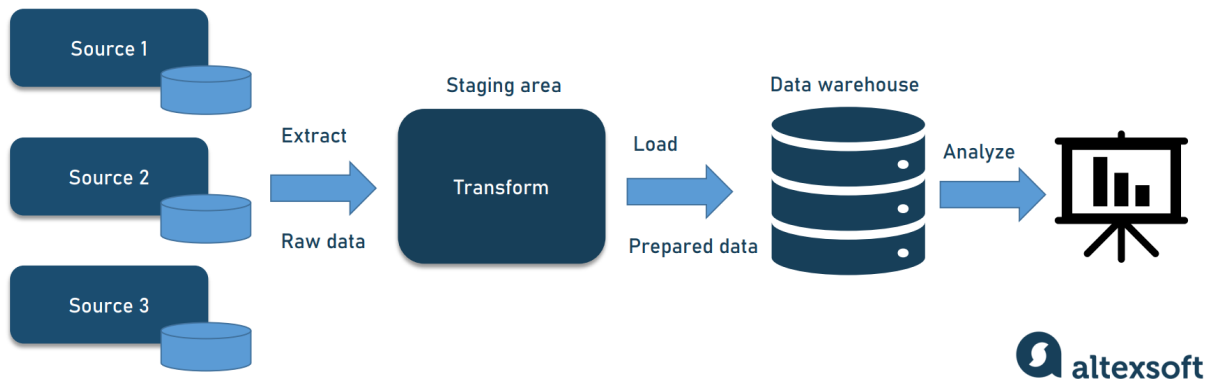 Source 1
Source 2
Source 3
Extract
Raw data
Staging area
Transform
Load
Prepared data
Data warehouse
Analyze
altexsoft